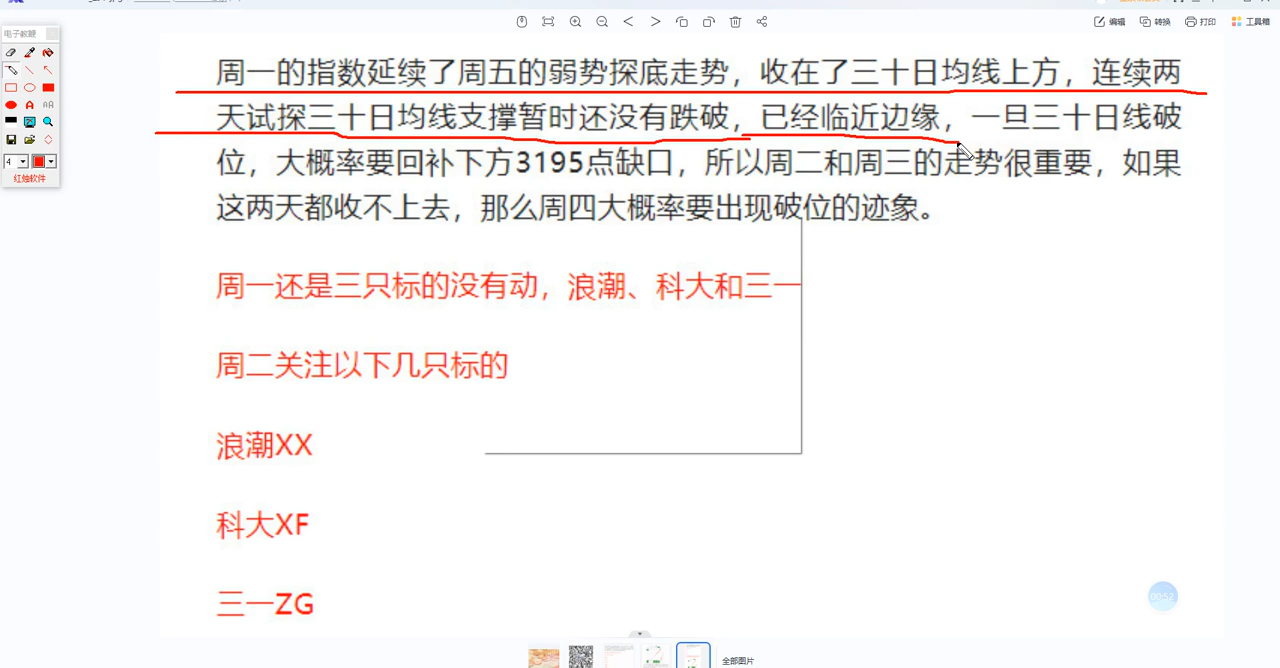 编辑 转换 打印 工具箱
电子教鞭
周一的指数延续了周五的弱势探底走势，收在了三十日均线上方，连续两
天试探三十日均线支撑暂时还没有跌破，已经临近边缘，一旦三十日线破
位，大概率要回补下方3195点缺口，所以周二和周三的走势很重要，如果
这两天都收不上去，那么周四大概率要出现破位的迹象。
4
红烛软件
周一还是三只标的没有动，浪潮、科大和三一
周二关注以下几只标的
浪潮XX
科大XF
三一ZG
00:52
全部图片